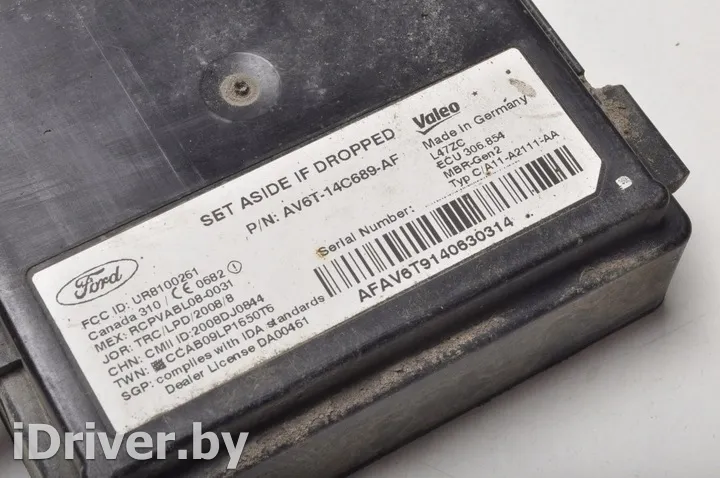 SET ASIDE IF DROPPED
P/N: AV6T-14C689-AF
Valeo
Made In Germany
L47ZC
ECU 306.854
MBR-Gen2
Typ C/A11-A2111-AA
Serial Number:
AFAV6T9140630314
Ford
FCC ID: UR8100261
Canada 310 / CE 0682
MEX: RCPVABL08-0031
JOR: TRC/LPD/2008/8
CHN: CMII ID:2008DJ0844
TWN: CCAB09LP1650T6
SGP: complies with IDA standards
Dealer License DA00461
iDriver.by